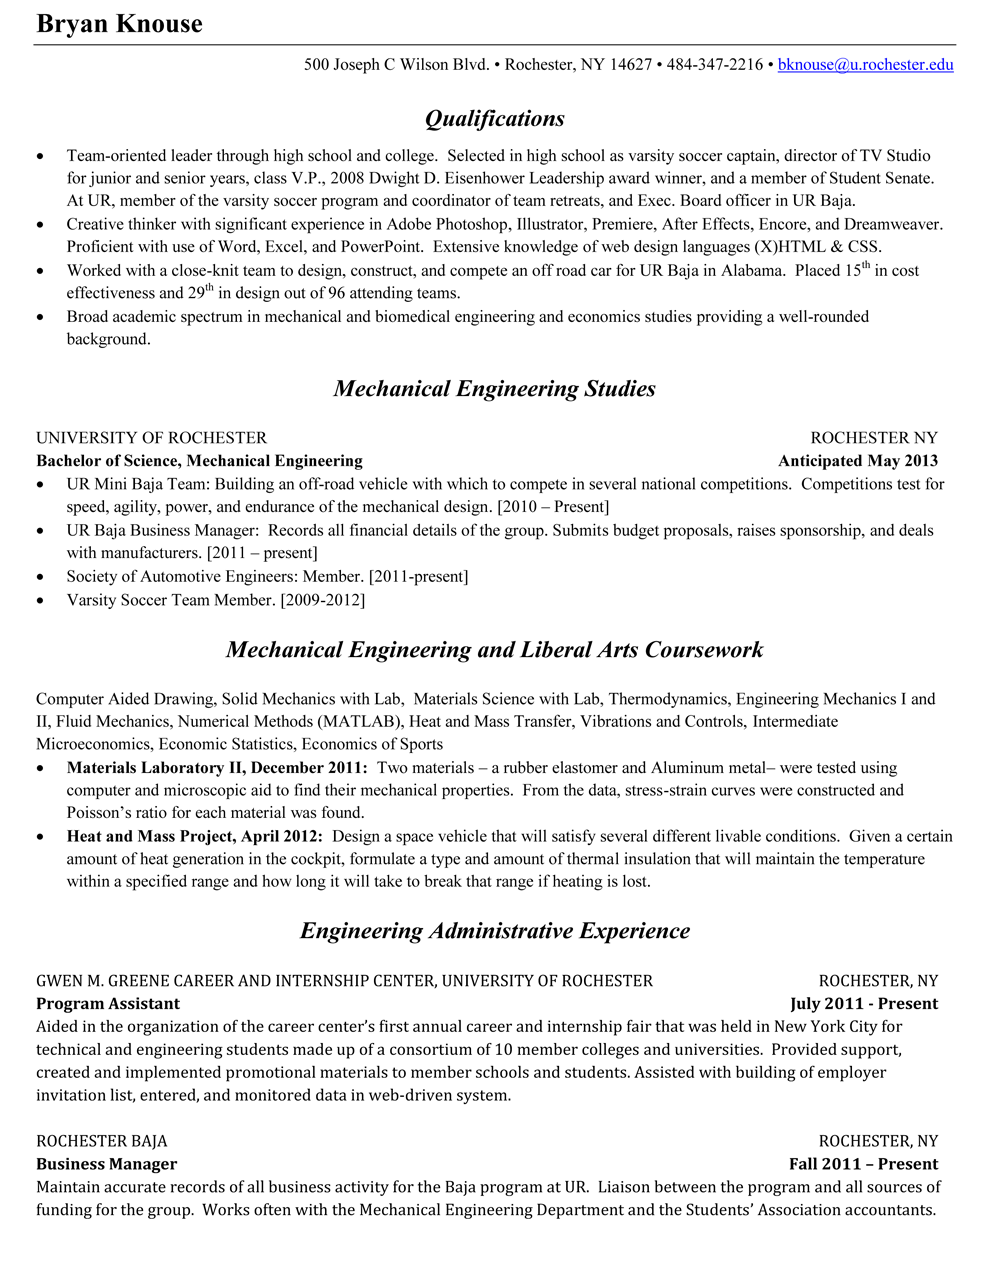 Bryan Knouse
500 Joseph C Wilson Blvd. • Rochester, NY 14627 • 484-347-2216 • bknouse@u.rochester.edu
Qualifications
• Team-oriented leader through high school and college.  Selected in high school as varsity soccer captain, director of TV Studio
for junior and senior years, class V.P., 2008 Dwight D. Eisenhower Leadership award winner, and a member of Student Senate.
At UR, member of the varsity soccer program and coordinator of team retreats, and Exec. Board officer in UR Baja.
• Creative thinker with significant experience in Adobe Photoshop, Illustrator, Premiere, After Effects, Encore, and Dreamweaver.
Proficient with use of Word, Excel, and PowerPoint.  Extensive knowledge of web design languages (X)HTML & CSS.
• Worked with a close-knit team to design, construct, and compete an off road car for UR Baja in Alabama.  Placed 15th in cost
effectiveness and 29th in design out of 96 attending teams.
• Broad academic spectrum in mechanical and biomedical engineering and economics studies providing a well-rounded
background.
Mechanical Engineering Studies
UNIVERSITY OF ROCHESTER ROCHESTER NY
Bachelor of Science, Mechanical Engineering Anticipated May 2013
• UR Mini Baja Team: Building an off-road vehicle with which to compete in several national competitions.  Competitions test for
speed, agility, power, and endurance of the mechanical design. [2010 – Present]
• UR Baja Business Manager:  Records all financial details of the group. Submits budget proposals, raises sponsorship, and deals
with manufacturers. [2011 – present]
• Society of Automotive Engineers: Member. [2011-present]
• Varsity Soccer Team Member. [2009-2012]
Mechanical Engineering and Liberal Arts Coursework
Computer Aided Drawing, Solid Mechanics with Lab,  Materials Science with Lab, Thermodynamics, Engineering Mechanics I and
II, Fluid Mechanics, Numerical Methods (MATLAB), Heat and Mass Transfer, Vibrations and Controls, Intermediate
Microeconomics, Economic Statistics, Economics of Sports
• Materials Laboratory II, December 2011:  Two materials – a rubber elastomer and Aluminum metal– were tested using
computer and microscopic aid to find their mechanical properties.  From the data, stress-strain curves were constructed and
Poisson’s ratio for each material was found.
• Heat and Mass Project, April 2012:  Design a space vehicle that will satisfy several different livable conditions.  Given a certain
amount of heat generation in the cockpit, formulate a type and amount of thermal insulation that will maintain the temperature
within a specified range and how long it will take to break that range if heating is lost.
Engineering Administrative Experience
GWEN M. GREENE CAREER AND INTERNSHIP CENTER, UNIVERSITY OF ROCHESTER ROCHESTER, NY
Program Assistant July 2011 - Present
Aided in the organization of the career center’s first annual career and internship fair that was held in New York City for
technical and engineering students made up of a consortium of 10 member colleges and universities.  Provided support,
created and implemented promotional materials to member schools and students. Assisted with building of employer
invitation list, entered, and monitored data in web-driven system.
ROCHESTER BAJA ROCHESTER, NY
Business Manager Fall 2011 – Present
Maintain accurate records of all business activity for the Baja program at UR.  Liaison between the program and all sources of
funding for the group.  Works often with the Mechanical Engineering Department and the Students’ Association accountants.